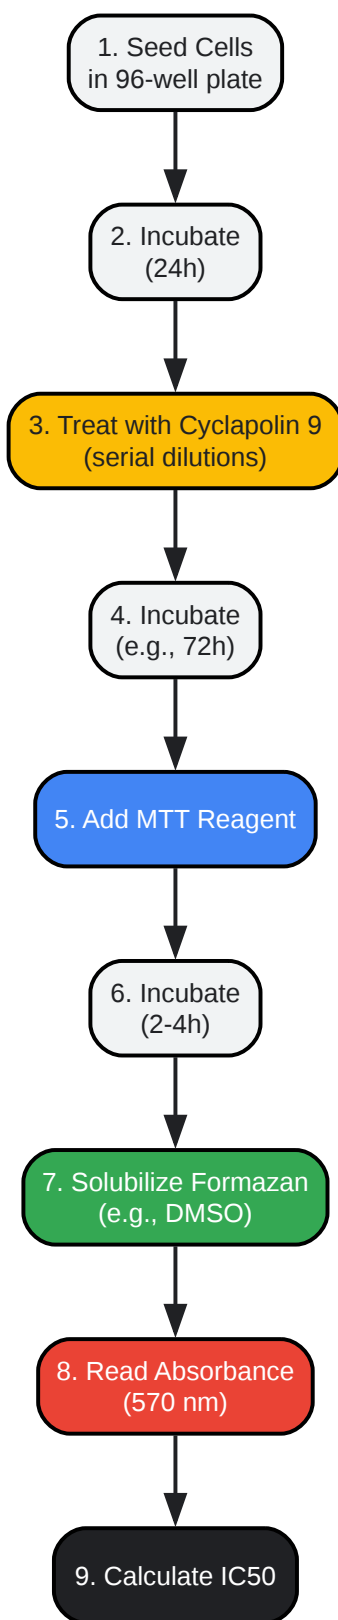 1. Seed Cells
in 96-well plate
2. Incubate
(24h)
3. Treat with Cyclapolin 9
(serial dilutions)
4. Incubate
(e.g., 72h)
5. Add MTT Reagent
6. Incubate
(2-4h)
7. Solubilize Formazan
(e.g., DMSO)
8. Read Absorbance
(570 nm)
9. Calculate IC50